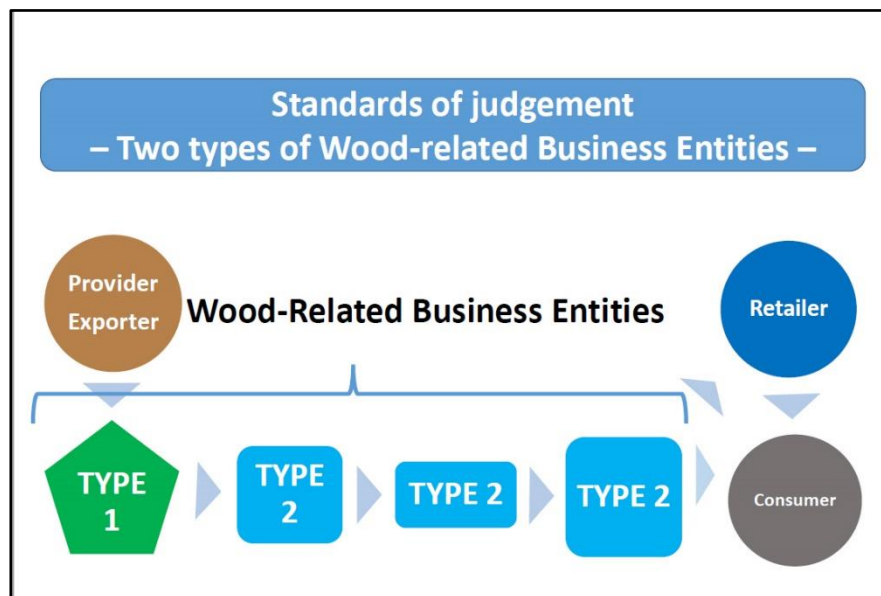 Standards of judgement
– Two types of Wood-related Business Entities –
Provider
Exporter
Wood-Related Business Entities
Retailer
TYPE
1
TYPE
2
TYPE 2
TYPE 2
Consumer